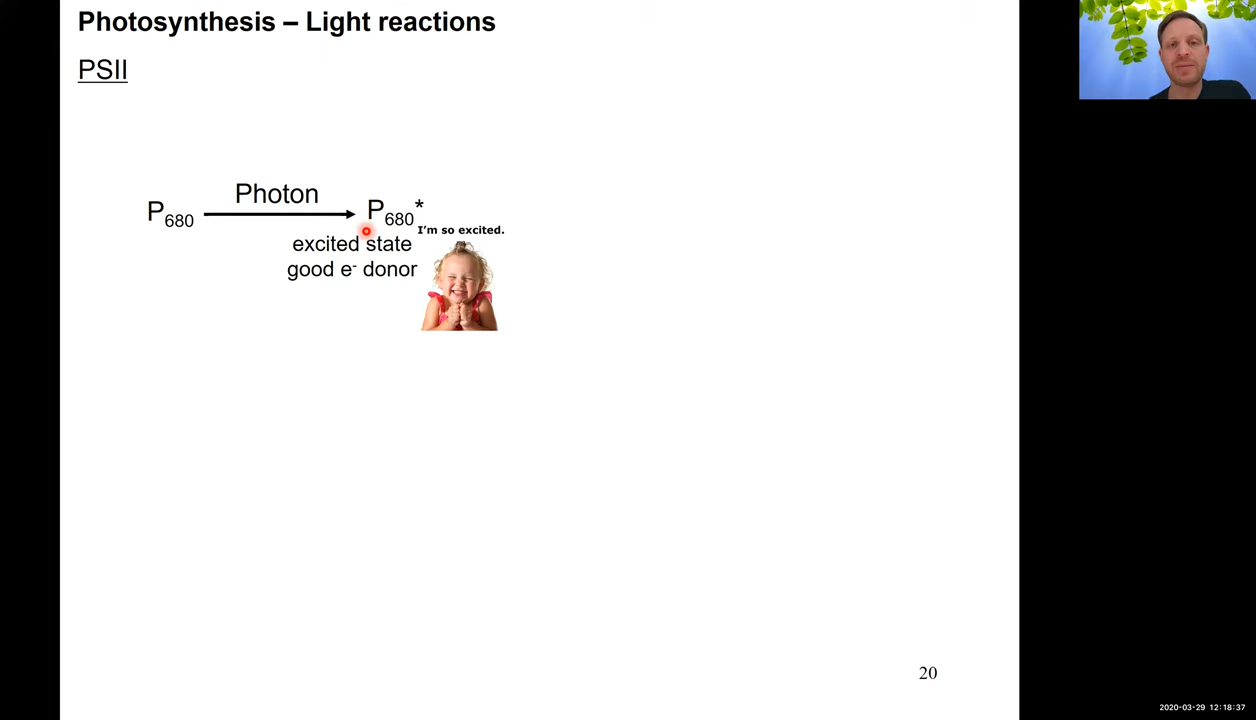 Photosynthesis – Light reactions
PSII
Photon
P680
P680*
I'm so excited.
excited state
good e- donor
20
2020-03-29 12:18:37